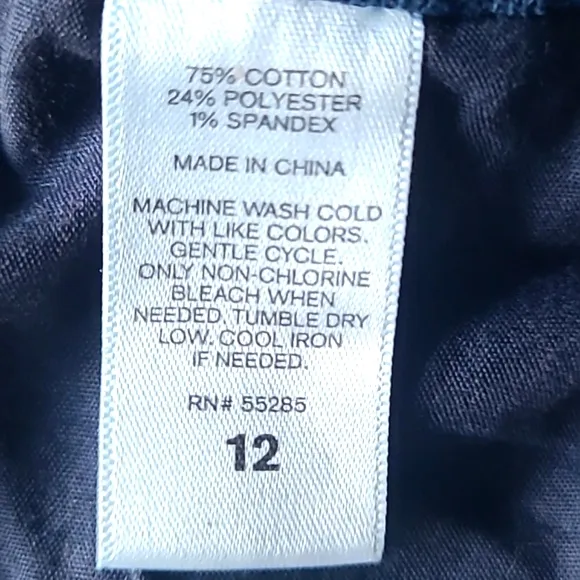 75% COTTON
24% POLYESTER
1% SPANDEX
MADE IN CHINA
MACHINE WASH COLD
WITH LIKE COLORS.
GENTLE CYCLE.
ONLY NON-CHLORINE
BLEACH WHEN
NEEDED. TUMBLE DRY
LOW. COOL IRON
IF NEEDED.
RN# 55285
12